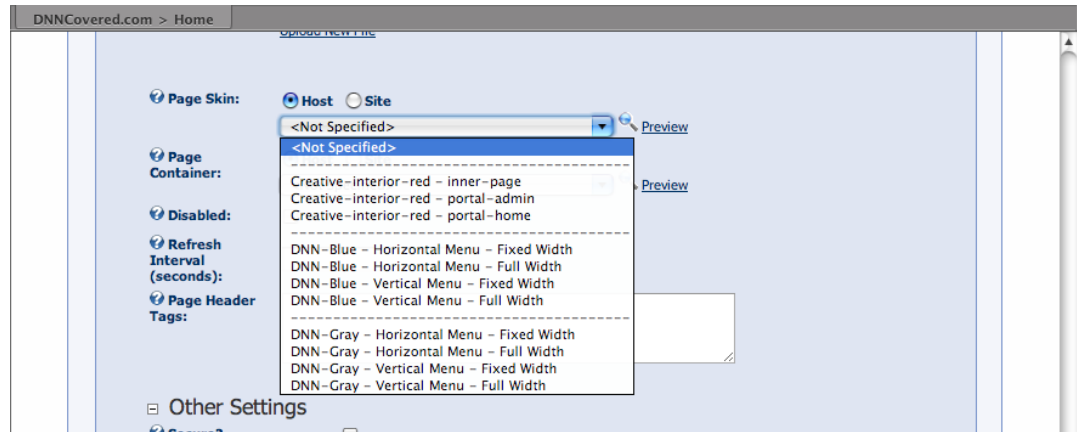 DNNCovered.com > Home
Upload New File
Page Skin:
Host Site
<Not Specified>
Preview
<Not Specified>
Page
Container:
Preview
Creative-interior-red - inner-page
Creative-interior-red - portal-admin
Creative-interior-red - portal-home
Disabled:
Refresh
Interval
(seconds):
DNN-Blue - Horizontal Menu - Fixed Width
DNN-Blue - Horizontal Menu - Full Width
DNN-Blue - Vertical Menu - Fixed Width
DNN-Blue - Vertical Menu - Full Width
Page Header
Tags:
DNN-Gray - Horizontal Menu - Fixed Width
DNN-Gray - Horizontal Menu - Full Width
DNN-Gray - Vertical Menu - Fixed Width
DNN-Gray - Vertical Menu - Full Width
Other Settings
Secure?